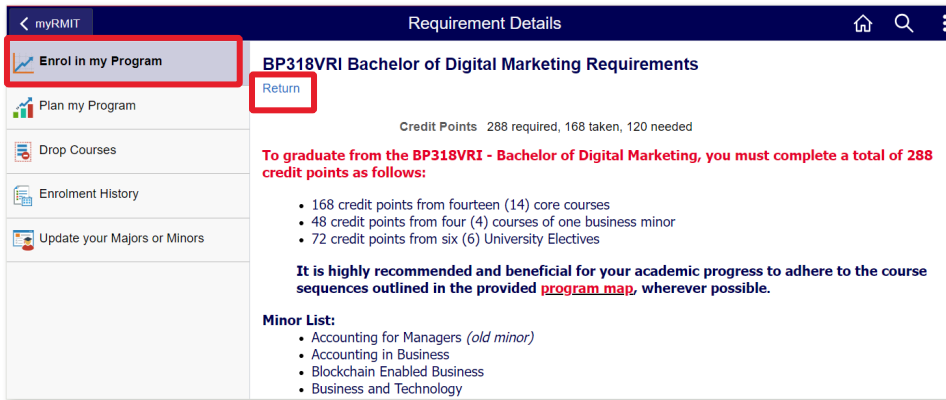 myRMIT
Requirement Details
Enrol in my Program
Plan my Program
Drop Courses
Enrolment History
Update your Majors or Minors
BP318VRI Bachelor of Digital Marketing Requirements
Return
Credit Points 288 required, 168 taken, 120 needed
To graduate from the BP318VRI - Bachelor of Digital Marketing, you must complete a total of 288
credit points as follows:
• 168 credit points from fourteen (14) core courses
• 48 credit points from four (4) courses of one business minor
• 72 credit points from six (6) University Electives
It is highly recommended and beneficial for your academic progress to adhere to the course
sequences outlined in the provided program map, wherever possible.
Minor List:
• Accounting for Managers (old minor)
• Accounting in Business
• Blockchain Enabled Business
• Business and Technology